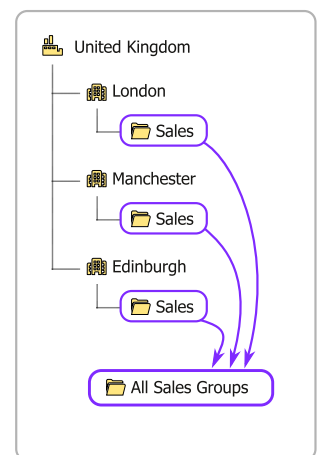 United Kingdom
London
Sales
Manchester
Sales
Edinburgh
Sales
All Sales Groups